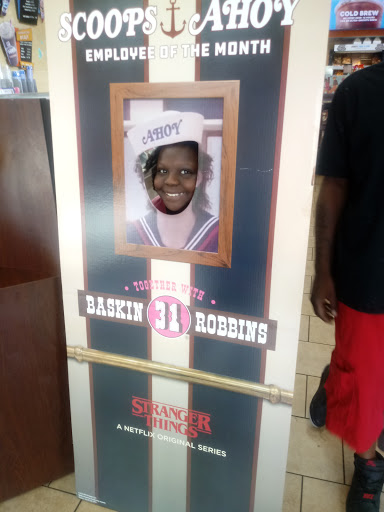 SCOOPS AHOY
EMPLOYEE OF THE MONTH
AHOY
• TOGETHER WITH •
BASKIN 31 ROBBINS
STRANGER
THINGS
A NETFLIX ORIGINAL SERIES
COLD BREW